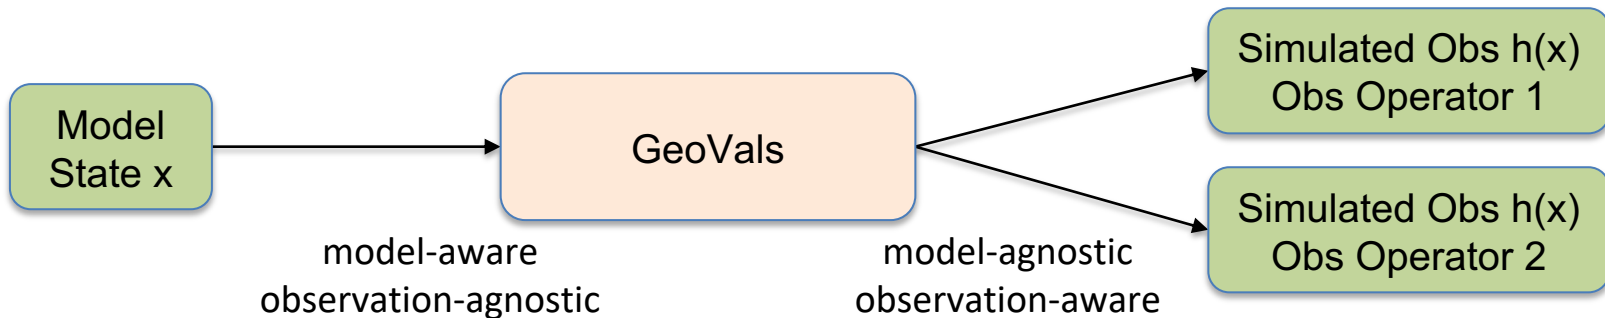 Model
State x
GeoVals
Simulated Obs h(x)
Obs Operator 1
Simulated Obs h(x)
Obs Operator 2
model-aware
observation-agnostic
model-agnostic
observation-aware